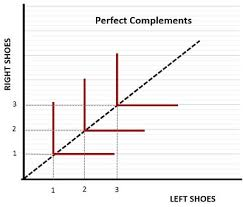 Perfect Complements
RIGHT SHOES
3
2
1
1 2 3
LEFT SHOES